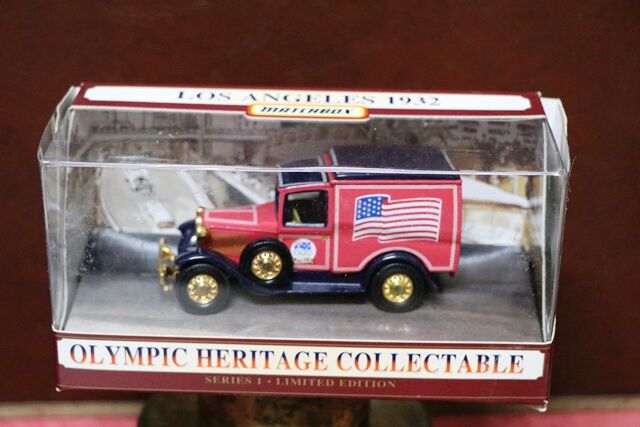 LOS ANGELES 1932
MATCHBOX
OLYMPIC HERITAGE COLLECTABLE
SERIES 1 • LIMITED EDITION